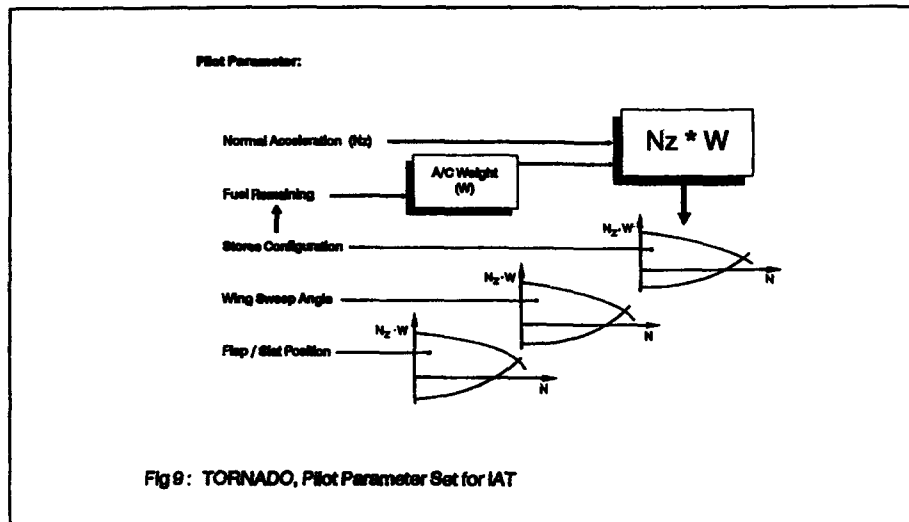 Pilot Parameter:
Normal Acceleration (Nz)
Nz * W
A/C Weight
(W)
Fuel Remaining
Stores Configuration
Nz · W
N
Wing Sweep Angle
Nz · W
N
Flap / Slat Position
Nz · W
N
Fig 9 : TORNADO, Pilot Parameter Set for IAT